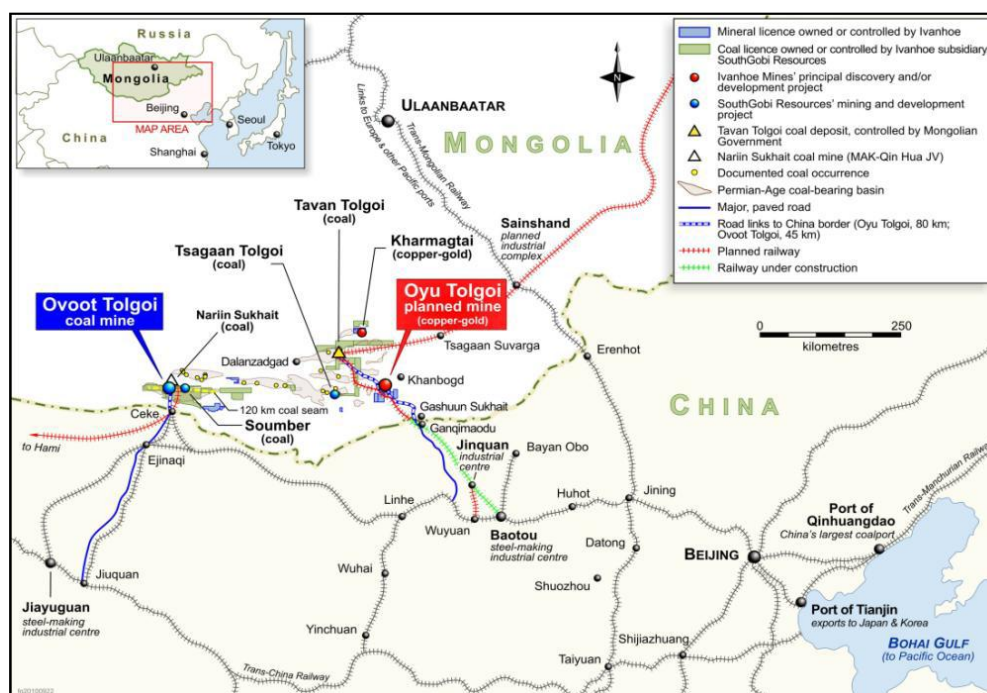 Russia
Ulaanbaatar
Mongolia
Beijing
MAP AREA
Seoul
China
Tokyo
Shanghai
N
Mineral licence owned or controlled by Ivanhoe
Coal licence owned or controlled by Ivanhoe subsidiary
SouthGobi Resources
Ivanhoe Mines' principal discovery and/or
development project
SouthGobi Resources' mining and development
project
Tavan Tolgoi coal deposit, controlled by Mongolian
Government
Nariin Sukhait coal mine (MAK-Qin Hua JV)
Documented coal occurrence
Permian-Age coal-bearing basin
Major, paved road
Road links to China border (Oyu Tolgoi, 80 km;
Ovoot Tolgoi, 45 km)
Planned railway
Railway under construction
0 250
kilometres
ULAANBAATAR
MONGOLIA
Links to Europe & other Pacific ports
Trans-Mongolian Railway
Sainshand
planned
industrial
complex
Tavan Tolgoi
(coal)
Kharmagtai
(copper-gold)
Tsagaan Tolgoi
(coal)
Ovoot Tolgoi
coal mine
Nariin Sukhait
(coal)
Oyu Tolgoi
planned mine
(copper-gold)
Tsagaan Suvarga
Dalanzadgad
Erenhot
Khanbogd
120 km coal seam
Ceke
Soumber
(coal)
Gashuun Sukhait
Ganqimaodu
CHINA
to Hami
Ejinaqi
Jinquan
industrial
centre
Bayan Obo
Linhe
Wuyuan
Huhot
Jining
Baotou
steel-making
industrial centre
Port of
Qinhuangdao
China's largest coalport
Trans-Manchurian Railway
Datong
BEIJING
Wuhai
Shuozhou
Jiuquan
Jiayuguan
steel-making
industrial centre
Port of Tianjin
exports to Japan & Korea
Yinchuan
Shijiazhuang
BOHAI GULF
(to Pacific Ocean)
Taiyuan
Trans-China Railway